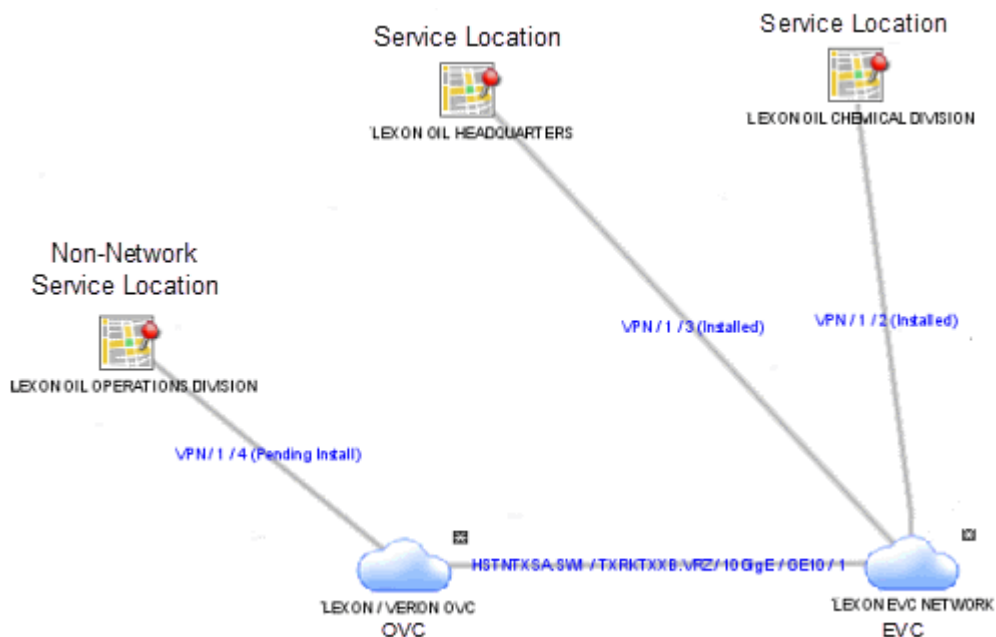 Service Location
Service Location
LEXON OIL HEADQUARTERS
LEXON OIL CHEMICAL DIVISION
Non-Network
Service Location
LEXON OIL OPERATIONS DIVISION
VPN / 1 / 3 (Installed)
VPN / 1 / 2 (Installed)
VPN / 1 / 4 (Pending Install)
HSTNTXSA.SWI / TXRKTXXB.VRZ/ 10GigE / GE10 / 1
LEXON / VERION OVC
OVC
LEXON EVC NETWORK
EVC